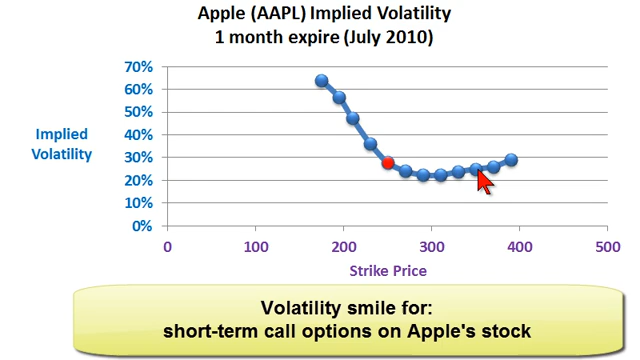 Apple (AAPL) Implied Volatility
1 month expire (July 2010)
70%
60%
50%
40%
30%
20%
10%
0%
Implied
Volatility
0
100
200
300
400
500
Strike Price
Volatility smile for:
short-term call options on Apple's stock